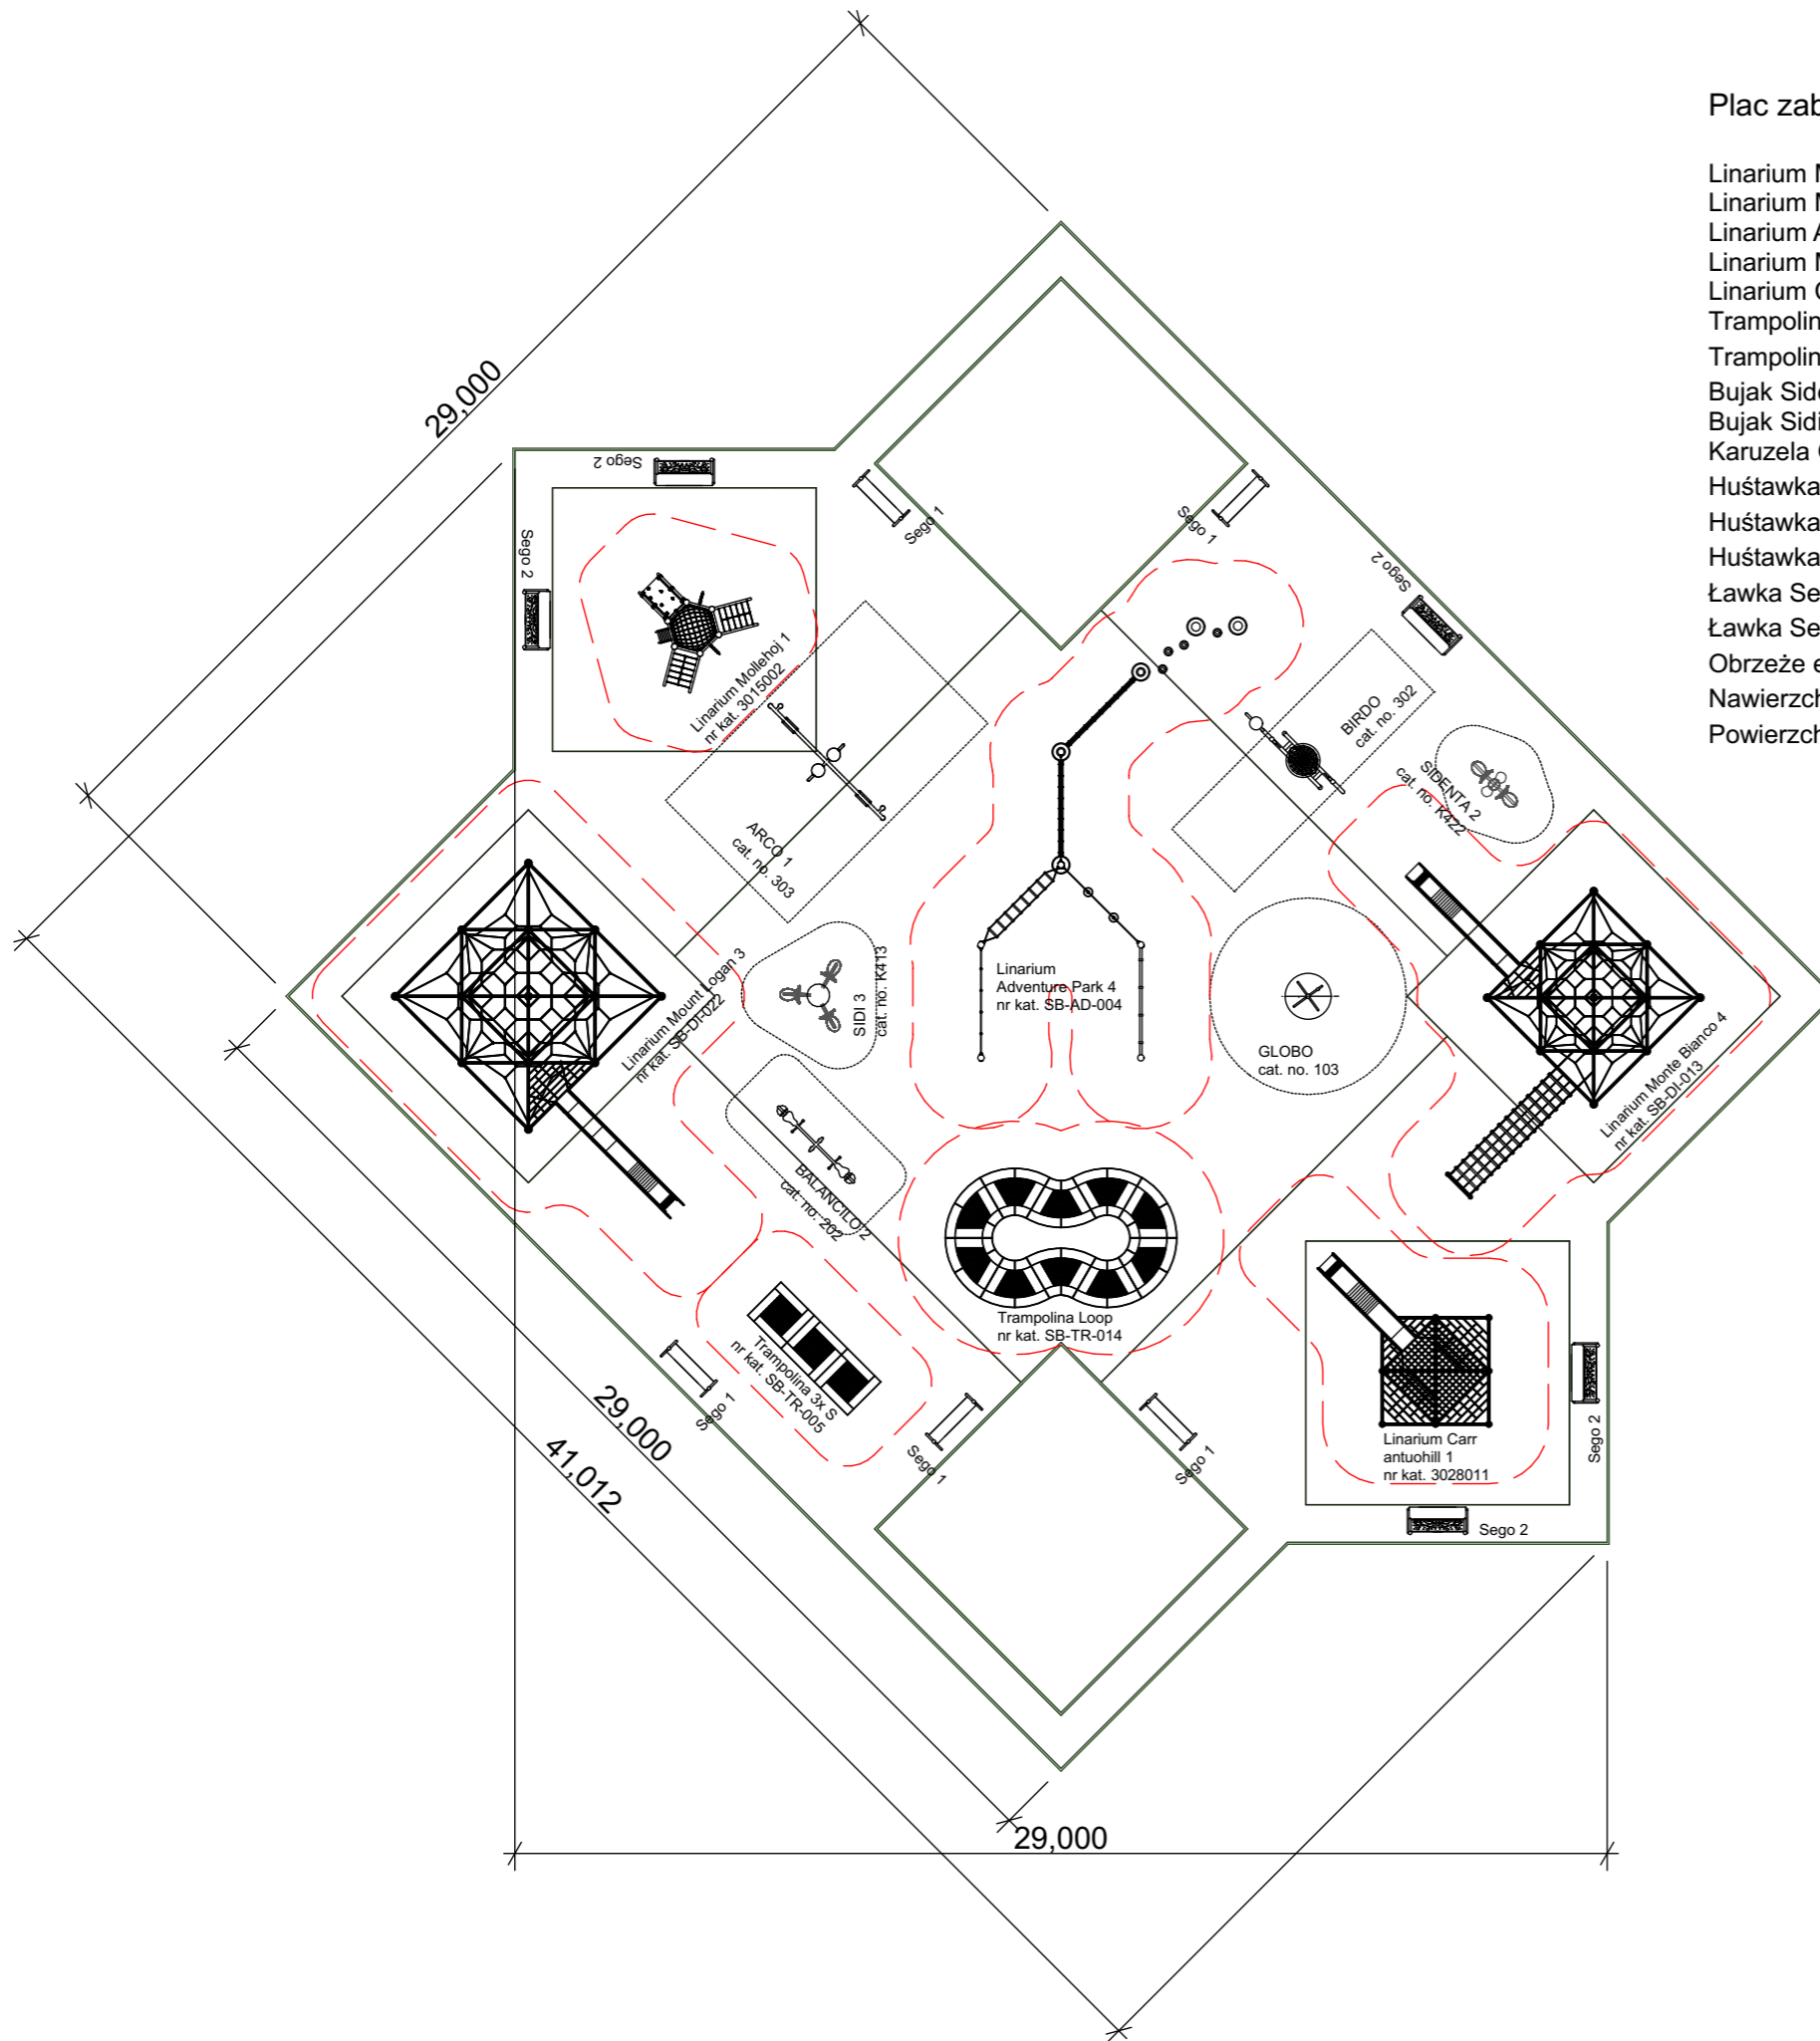 Plac zab
Linarium M
Linarium M
Linarium A
Linarium M
Linarium C
Trampolin
Trampolin
Bujak Side
Bujak Sidi
Karuzela
Huśtawka
Huśtawka
Huśtawka
Ławka Se
Ławka Se
Obrzeże e
Nawierzch
Powierzch
29,000
Sego 2
Sego 2
Sego 1
Sego 1
Sego 2
Linarium Mollehoj 1
nr kat. 3015002
BIRDO
cat. no. 302
SIDENTA 2
cat. no. K422
ARCO 1
cat. no. 303
Linarium Mount Logan 3
nr kat. SB-DI-022
SIDI 3
cat. no. K413
Linarium
Adventure Park 4
nr kat. SB-AD-004
GLOBO
cat. no. 103
Linarium Monte Bianco 4
nr kat. SB-DI-013
BALANCILO 2
cat. no. 202
Trampolina Loop
nr kat. SB-TR-014
Trampolina 3x S
nr kat. SB-TR-005
Sego 1
Sego 1
Sego 1
Linarium Carr
antuohill 1
nr kat. 3028011
Sego 2
Sego 2
29,000
41,012
29,000